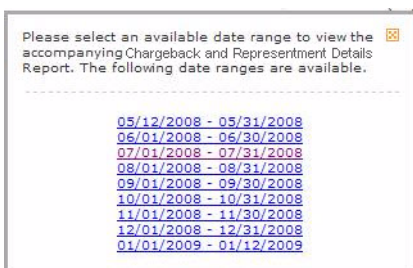 Please select an available date range to view the
accompanying Chargeback and Representment Details
Report. The following date ranges are available.
05/12/2008 - 05/31/2008
06/01/2008 - 06/30/2008
07/01/2008 - 07/31/2008
08/01/2008 - 08/31/2008
09/01/2008 - 09/30/2008
10/01/2008 - 10/31/2008
11/01/2008 - 11/30/2008
12/01/2008 - 12/31/2008
01/01/2009 - 01/12/2009